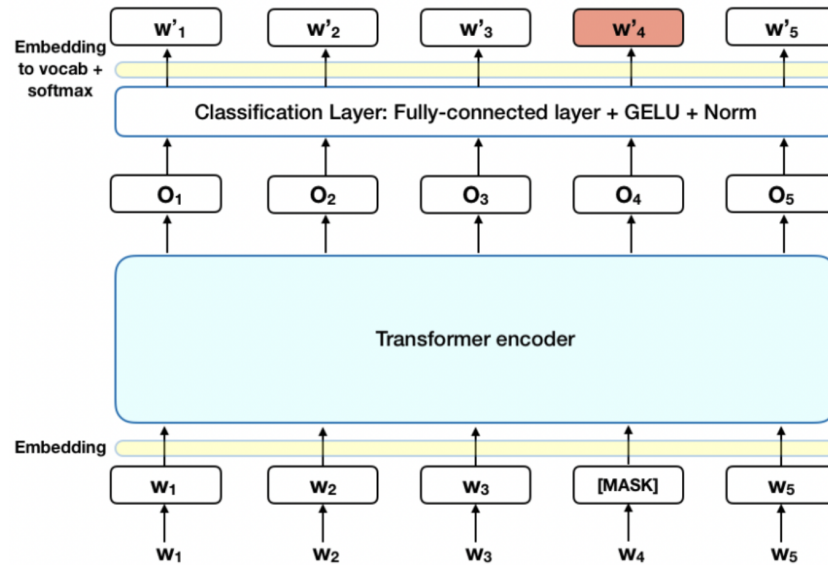 w'1 w'2 w'3 w'4 w'5
Embedding
to vocab +
softmax
Classification Layer: Fully-connected layer + GELU + Norm
O1 O2 O3 O4 O5
Transformer encoder
Embedding
W1 W2 W3 [MASK] W5
W1 W2 W3 W4 W5